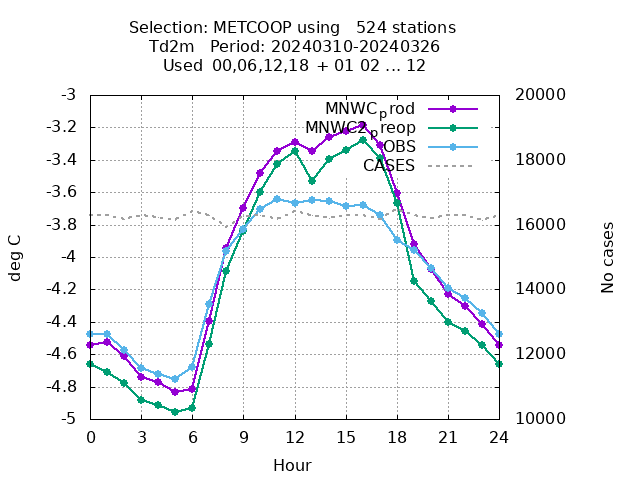 Selection: METCOOP using   524 stations
Td2m   Period: 20240310-20240326
Used 00,06,12,18 + 01 02 ... 12
-3
-3.2
-3.4
-3.6
-3.8
-4
-4.2
-4.4
-4.6
-4.8
-5
20000
18000
16000
14000
12000
10000
MNWCprod
MNWC2preop
OBS
CASES
deg C
No cases
0 3 6 9 12 15 18 21 24
Hour